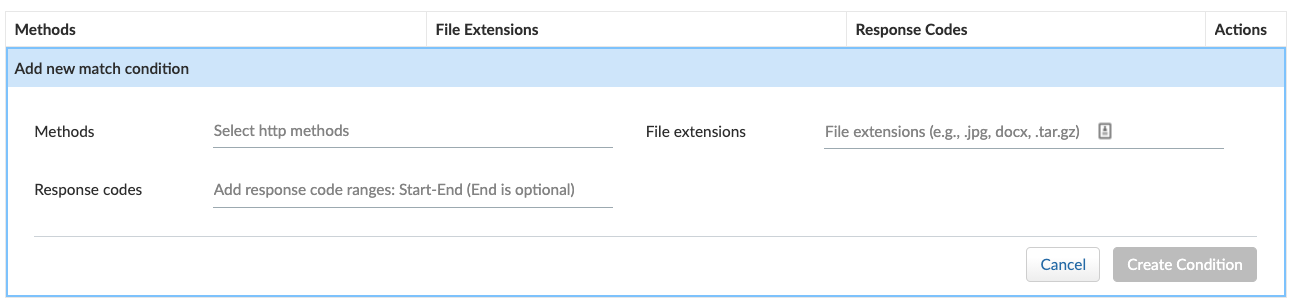 Methods File Extensions Response Codes Actions
Add new match condition
Methods Select http methods File extensions File extensions (e.g., .jpg, docx, .tar.gz)
Response codes Add response code ranges: Start-End (End is optional)
Cancel Create Condition